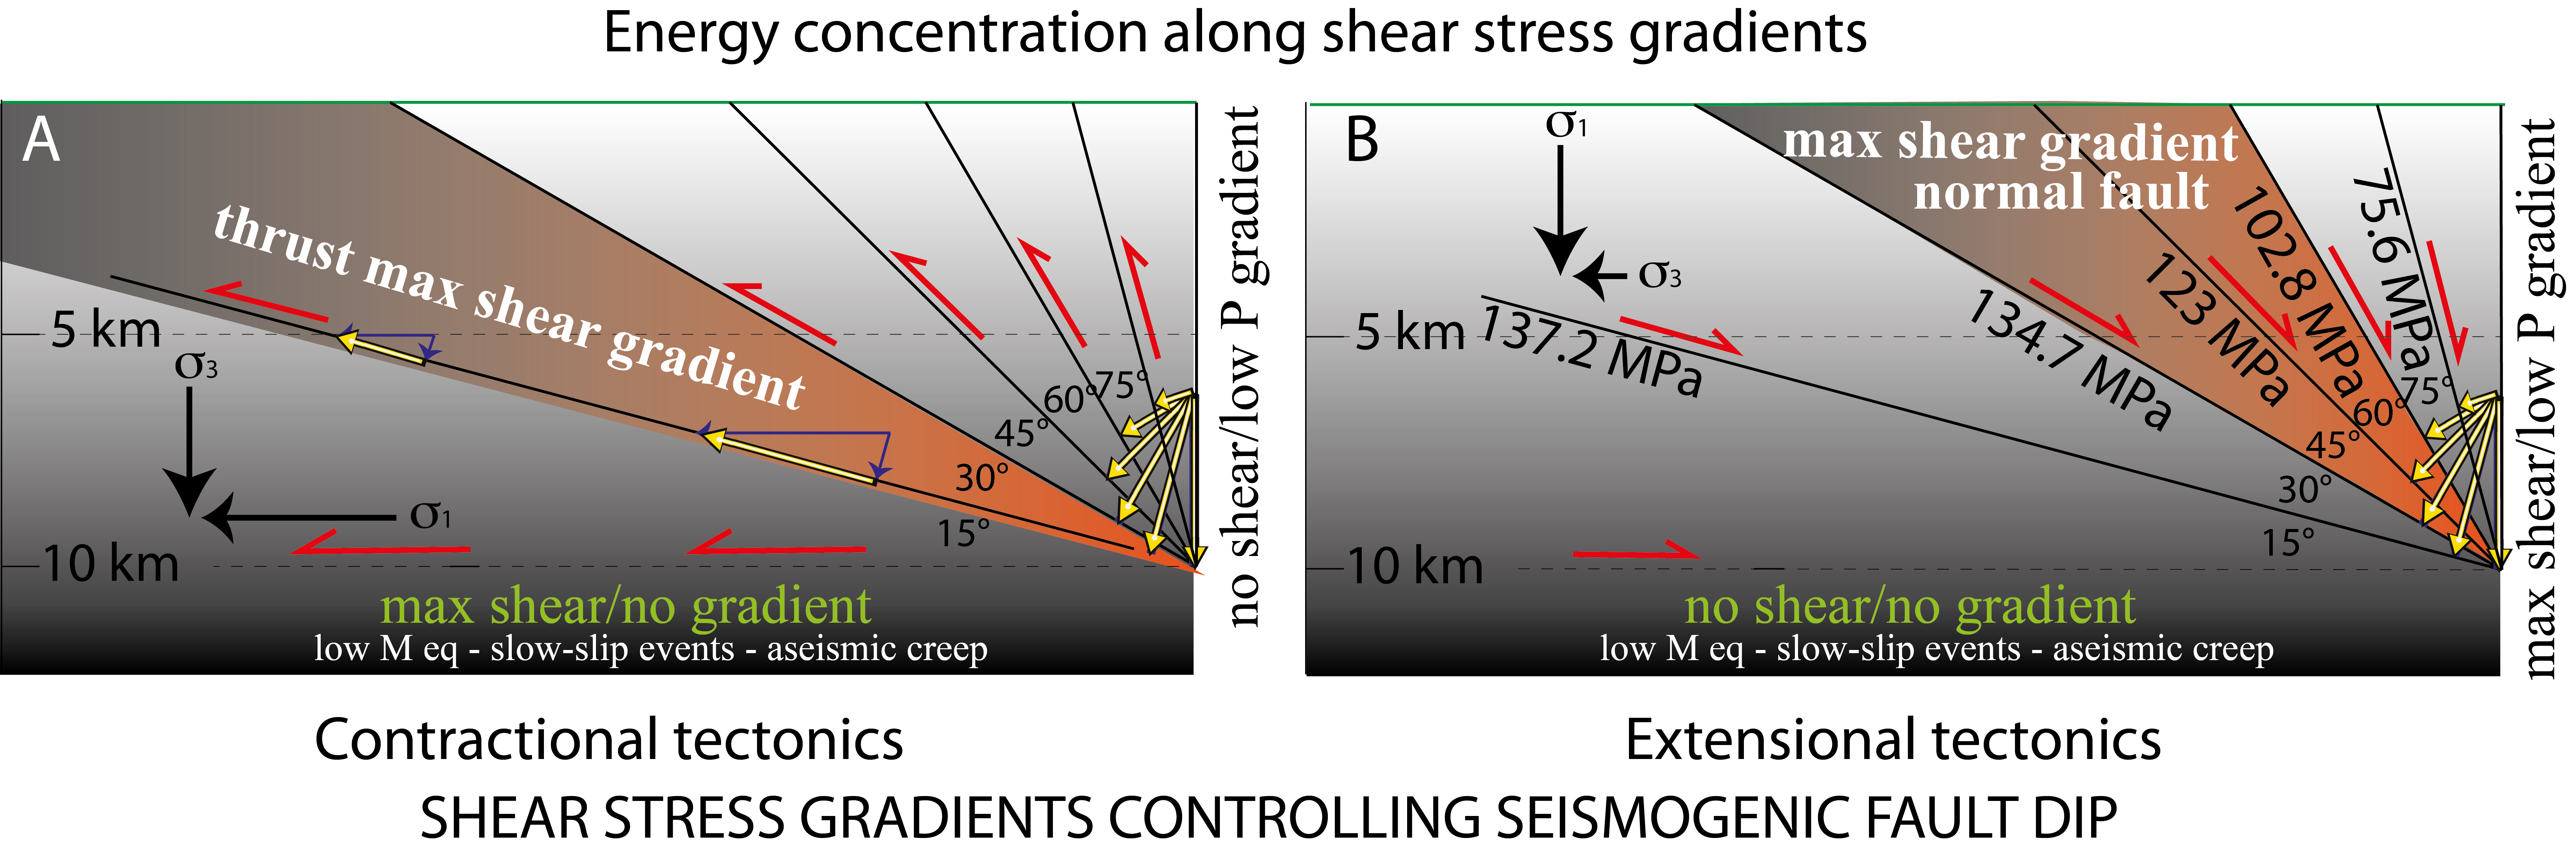 Energy concentration along shear stress gradients
A
thrust max shear gradient
5 km
σ3
σ1
10 km
75°
60°
45°
30°
15°
max shear/no gradient
low M eq - slow-slip events - aseismic creep
no shear/low P gradient
Contractional tectonics
B
σ1
σ3
max shear gradient
normal fault
5 km
137.2 MPa
134.7 MPa
123 MPa
102.8 MPa
75.6 MPa
75°
60°
45°
30°
15°
10 km
no shear/no gradient
low M eq - slow-slip events - aseismic creep
max shear/low P gradient
Extensional tectonics
SHEAR STRESS GRADIENTS CONTROLLING SEISMOGENIC FAULT DIP